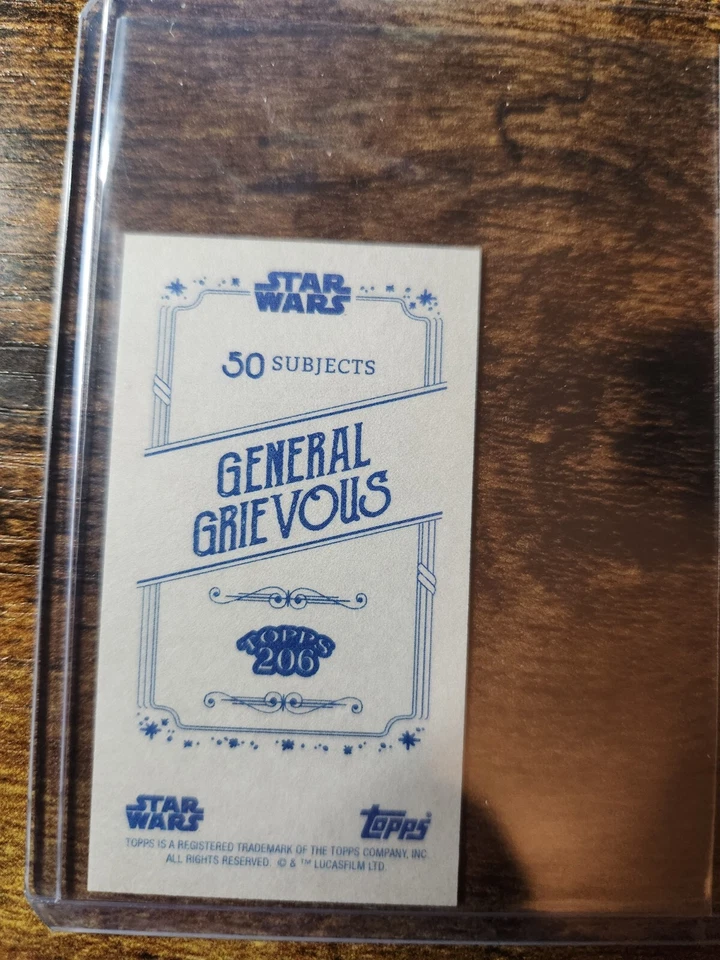 STAR
WARS
50 SUBJECTS
GENERAL
GRIEVOUS
TOPPS
206
STAR
WARS
topps®
TOPPS IS A REGISTERED TRADEMARK OF THE TOPPS COMPANY, INC.
ALL RIGHTS RESERVED. © & ™ LUCASFILM LTD.